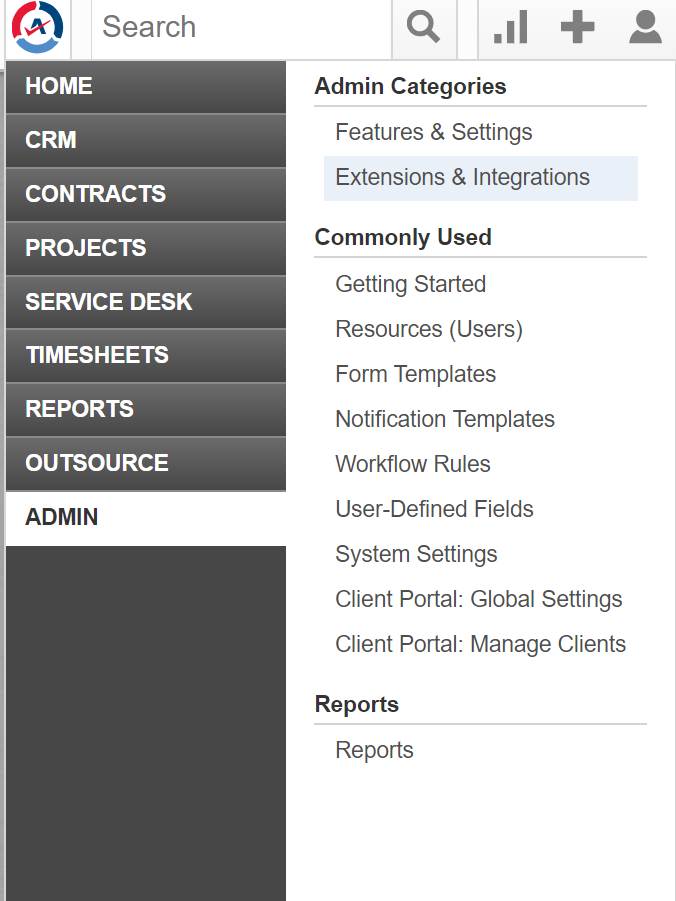 Search
HOME
CRM
CONTRACTS
PROJECTS
SERVICE DESK
TIMESHEETS
REPORTS
OUTSOURCE
ADMIN
Admin Categories
Features & Settings
Extensions & Integrations
Commonly Used
Getting Started
Resources (Users)
Form Templates
Notification Templates
Workflow Rules
User-Defined Fields
System Settings
Client Portal: Global Settings
Client Portal: Manage Clients
Reports
Reports